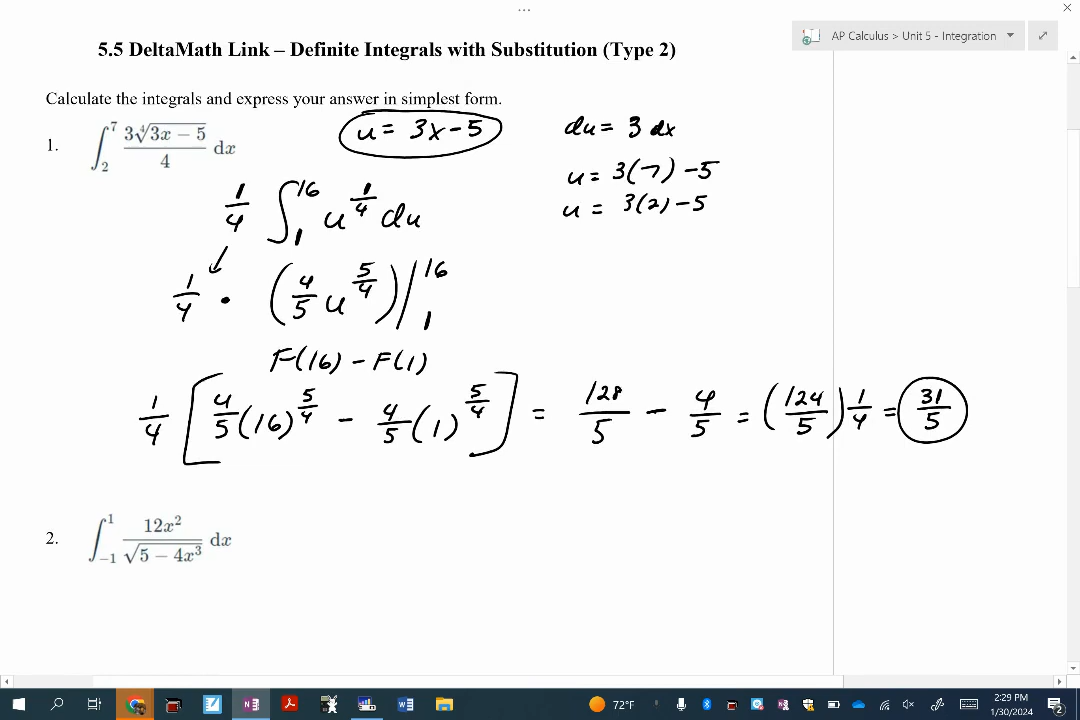 AP Calculus > Unit 5 - Integration
5.5 DeltaMath Link – Definite Integrals with Substitution (Type 2)
Calculate the integrals and express your answer in simplest form.
1. ∫₂⁷ 3∜(3x − 5) / 4 dx
u = 3x − 5
du = 3 dx
u = 3(7) − 5
u = 3(2) − 5
1/4 ∫₁¹⁶ u^(1/4) du
1/4 • (4/5 u^(5/4)) |₁¹⁶
F(16) − F(1)
1/4 [4/5 (16)^(5/4) − 4/5 (1)^(5/4)] = 128/5 − 4/5 = (124/5) 1/4 = 31/5
2. ∫₋₁¹ 12x² / √(5 − 4x³) dx
72°F
2:29 PM
1/30/2024